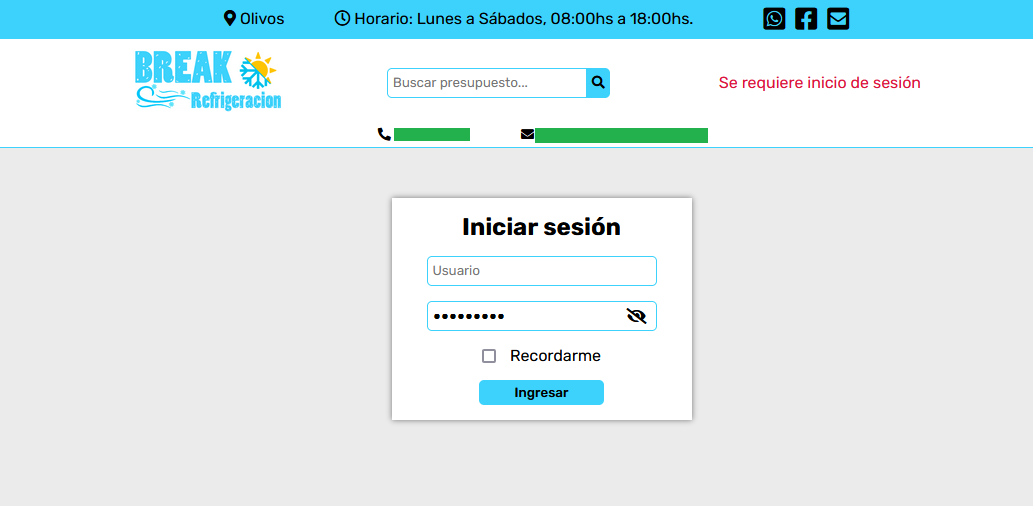 Olivos
Horario: Lunes a Sábados, 08:00hs a 18:00hs.
BREAK
Refrigeracion
Buscar presupuesto...
Se requiere inicio de sesión
Iniciar sesión
Usuario
•••••••••
Recordarme
Ingresar